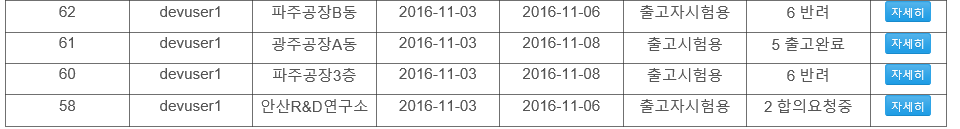 62 devuser1 파주공장B동 2016-11-03 2016-11-06 출고자시험용 6 반려 자세히
61 devuser1 광주공장A동 2016-11-03 2016-11-08 출고시험용 5 출고완료 자세히
60 devuser1 파주공장3층 2016-11-03 2016-11-08 출고시험용 6 반려 자세히
58 devuser1 안산R&D연구소 2016-11-03 2016-11-06 출고자시험용 2 합의요청중 자세히